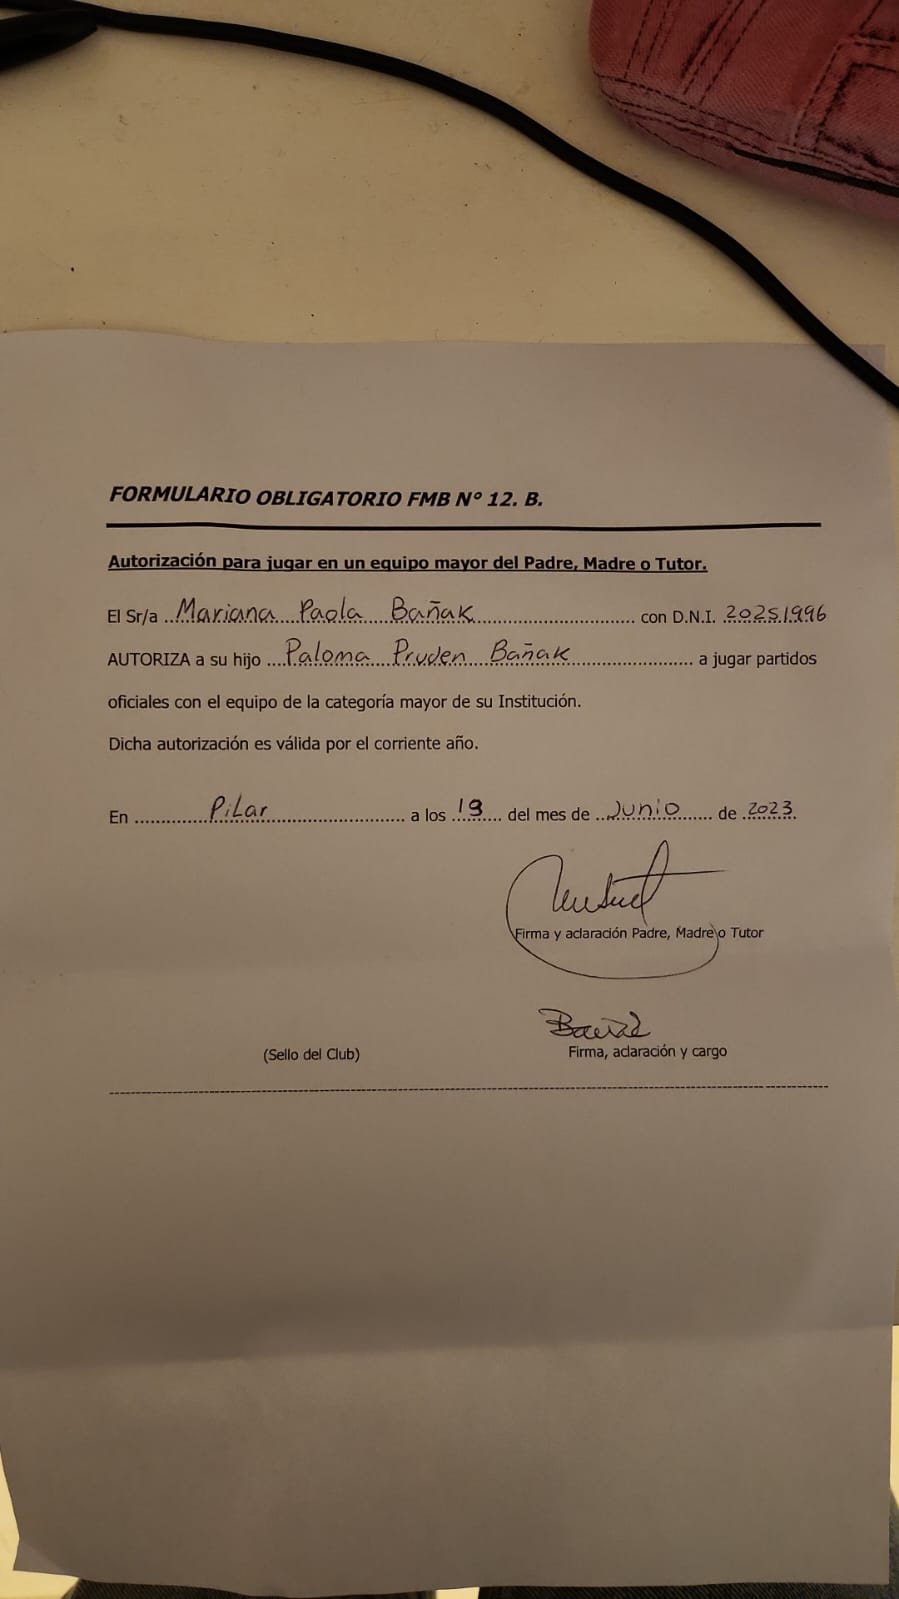 FORMULARIO OBLIGATORIO FMB N° 12. B.
Autorización para jugar en un equipo mayor del Padre, Madre o Tutor.
El Sr/a ..Mariana Paola Bañak.......................... con D.N.I. 20251996
AUTORIZA a su hijo ...Paloma Pruden Bañak.......................... a jugar partidos
oficiales con el equipo de la categoría mayor de su Institución.
Dicha autorización es válida por el corriente año.
En ...............Pilar............................. a los .19.... del mes de ..Junio....... de .2023.
Firma y aclaración Padre, Madre o Tutor
(Sello del Club) Firma, aclaración y cargo